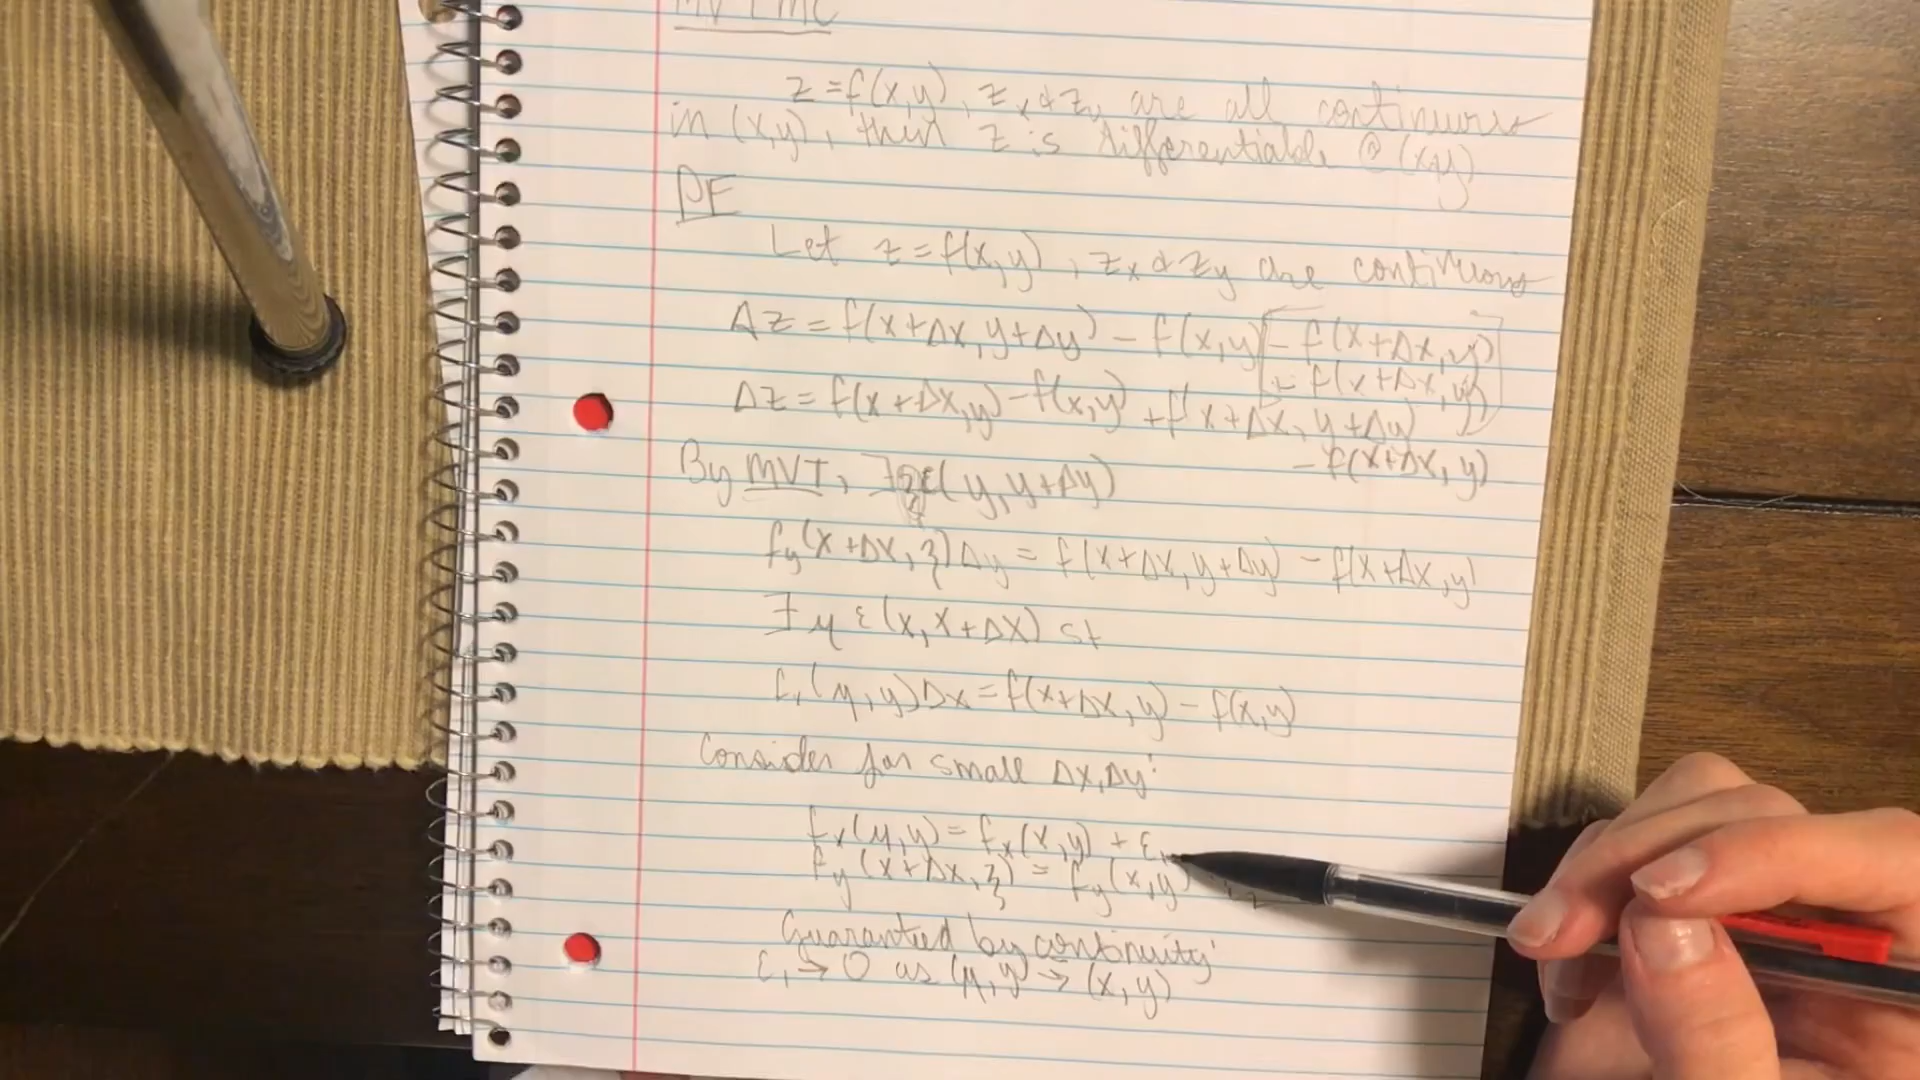 z = f(x,y), z_x & z_y are all continuous
in (x,y), then z is differentiable @ (x,y)
PF
Let z = f(x,y), z_x & z_y are continuous
Δz = f(x+Δx, y+Δy) - f(x,y) [- f(x+Δx, y)
+ f(x+Δx, y)]
Δz = f(x+Δx, y) - f(x,y) + f(x+Δx, y+Δy)
- f(x+Δx, y)
By MVT, ∃ ξ ε (y, y+Δy)
f_y(x+Δx, ξ)Δy = f(x+Δx, y+Δy) - f(x+Δx, y)
∃ η ε (x, x+Δx) st
f_x(η, y)Δx = f(x+Δx, y) - f(x,y)
Consider for small Δx, Δy:
f_x(η, y) = f_x(x,y) + ε_1
f_y(x+Δx, ξ) = f_y(x,y)
Guaranteed by continuity:
ε_1 → 0 as (η, y) → (x,y)